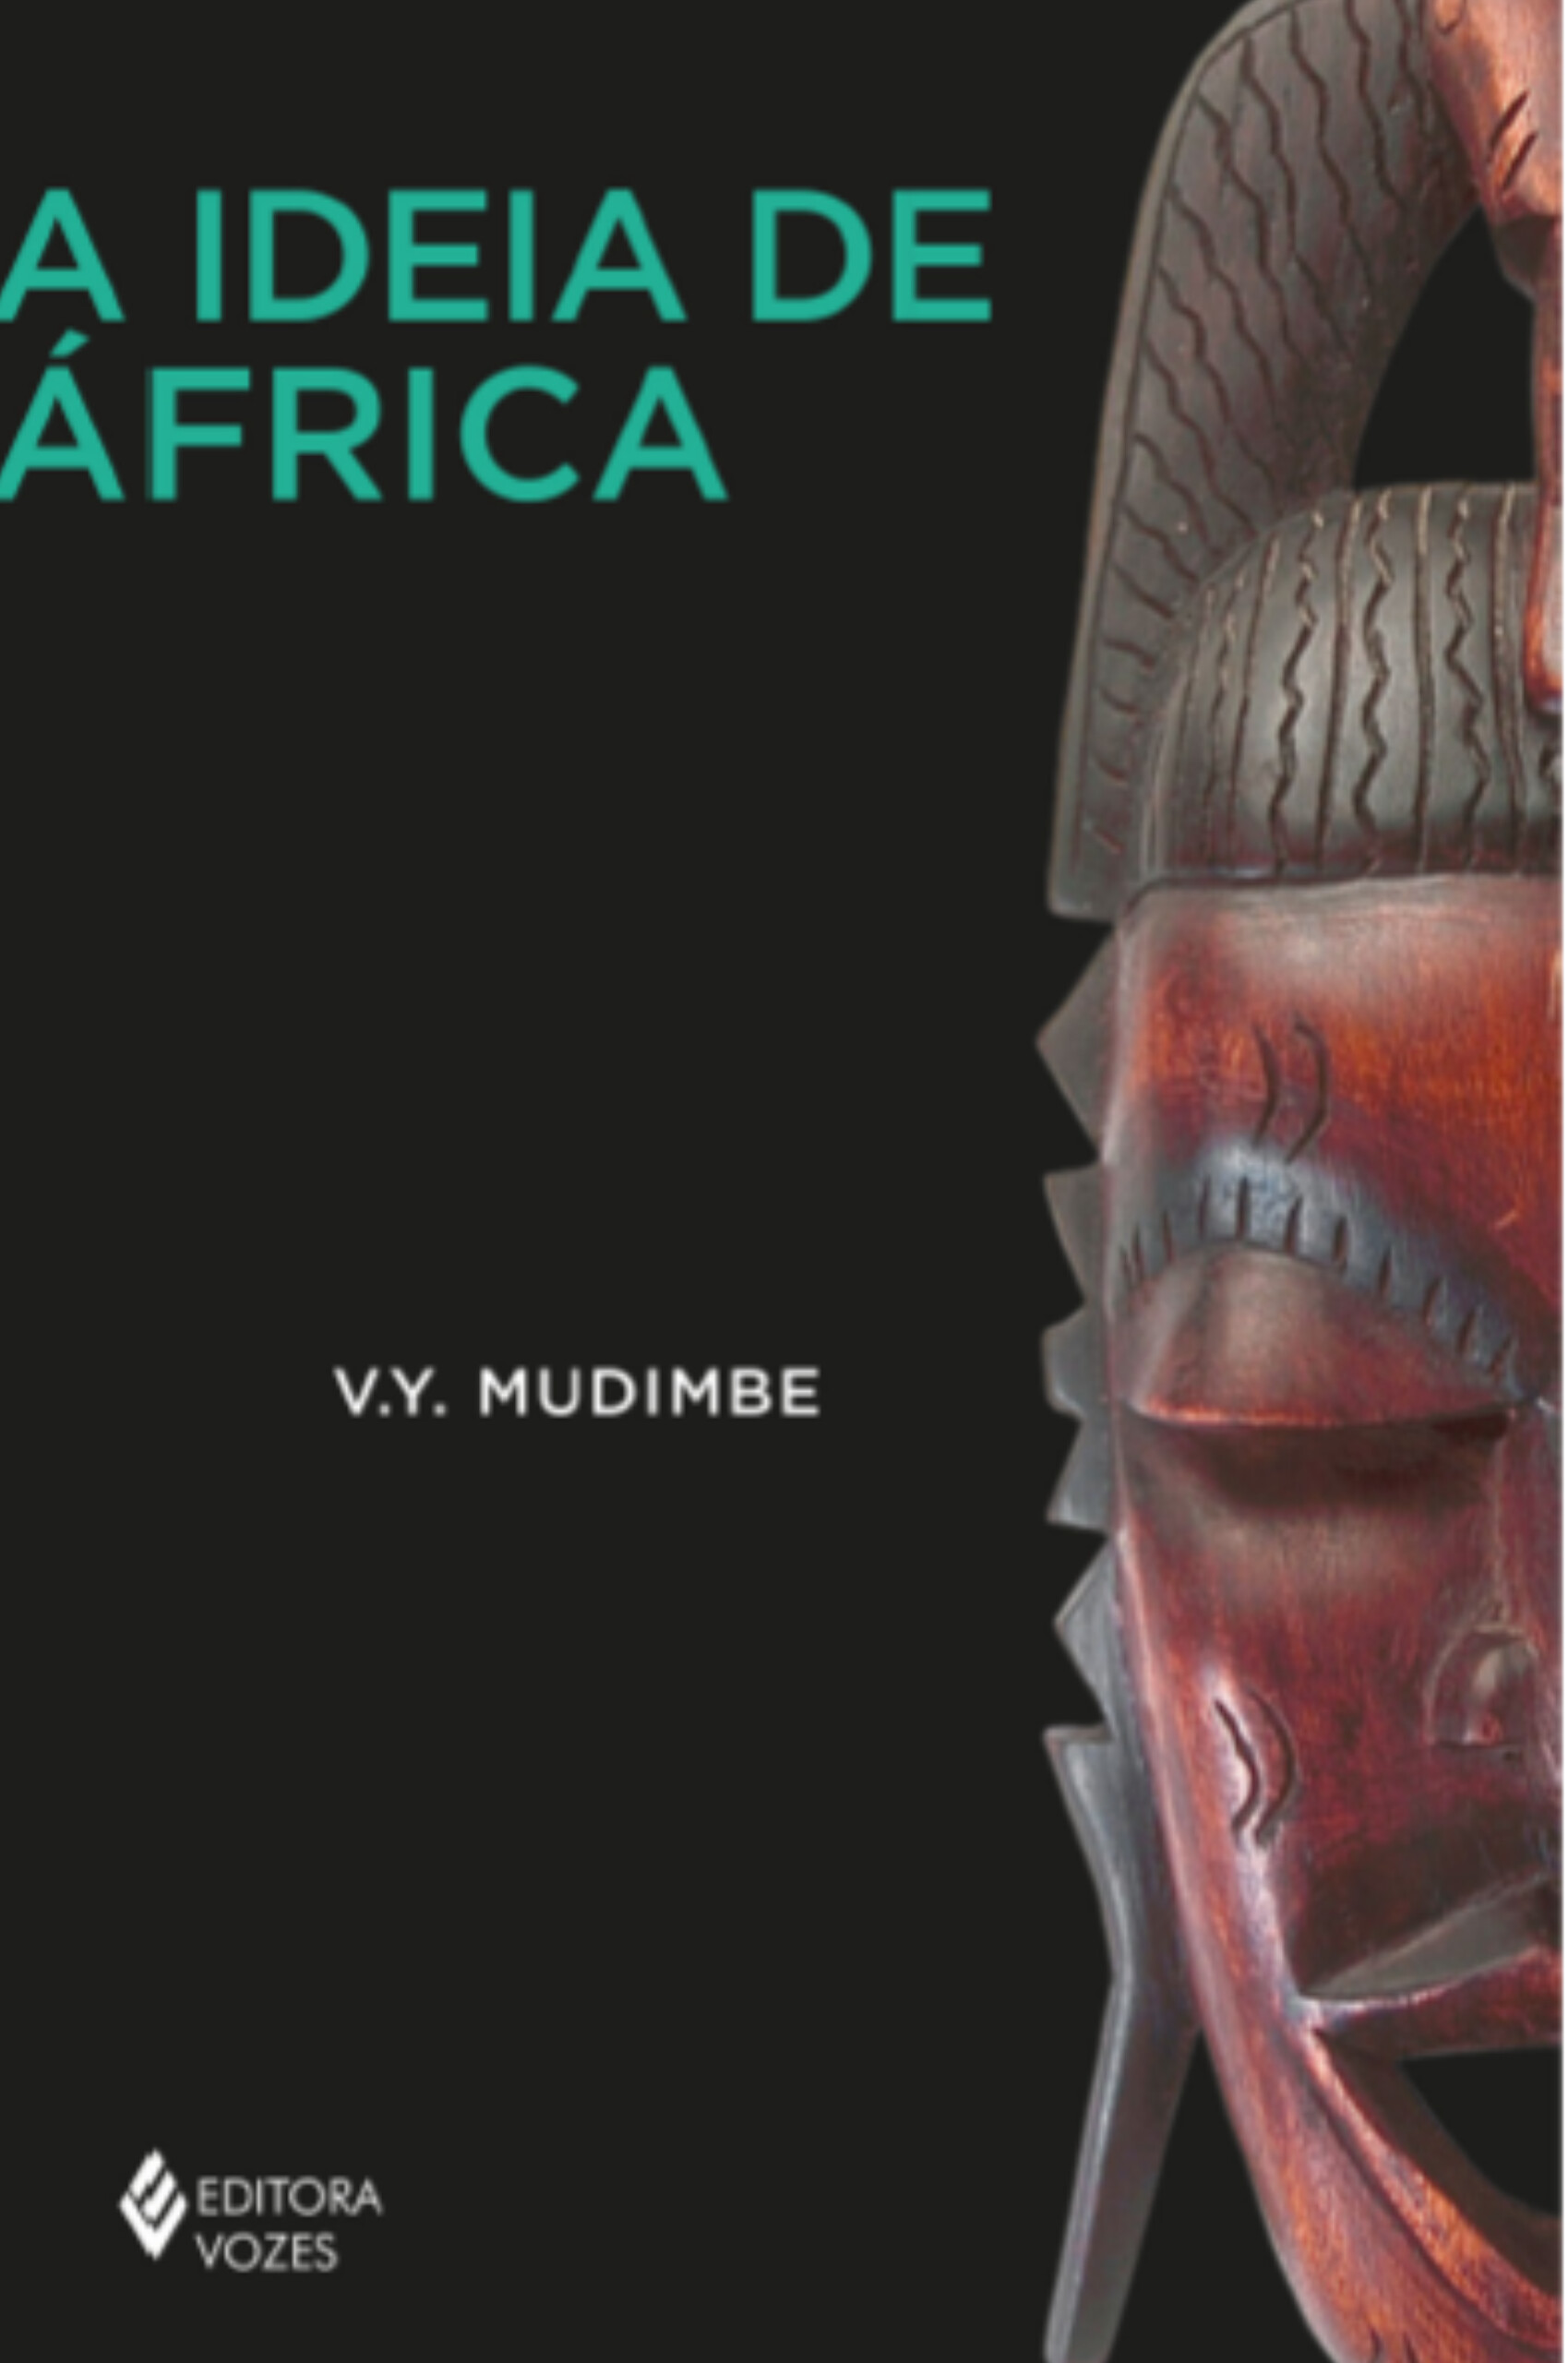 A IDEIA DE
ÁFRICA
V.Y. MUDIMBE
EDITORA
VOZES